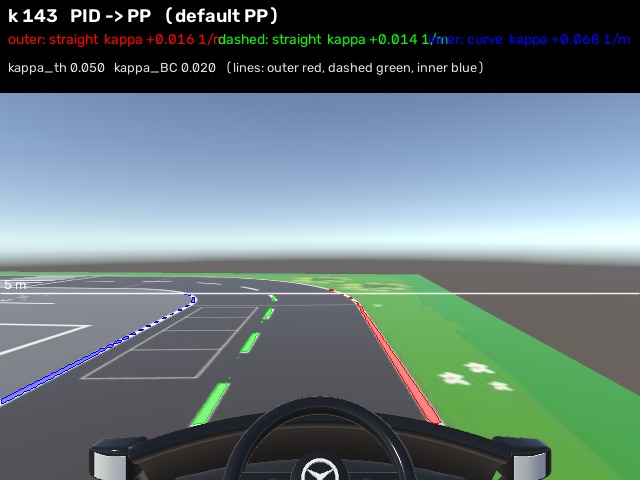 k 143 PID -> PP (default PP)
outer: straight kappa +0.016 1/m dashed: straight kappa +0.014 1/m inner: curve kappa +0.068 1/m
kappa_th 0.050 kappa_BC 0.020 (lines: outer red, dashed green, inner blue)
5 m